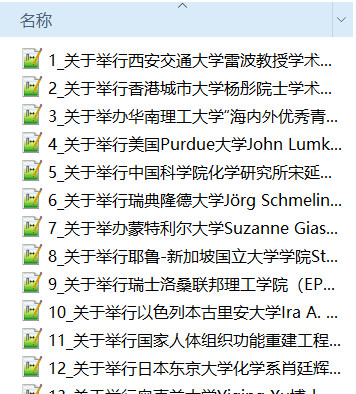 名称
1_关于举行西安交通大学雷波教授学术...
2_关于举行香港城市大学杨彤院士学术...
3_关于举办华南理工大学“海内外优秀青...
4_关于举行美国Purdue大学John Lumk...
5_关于举行中国科学院化学研究所宋延...
6_关于举行瑞典隆德大学Jörg Schmelin...
7_关于举办蒙特利尔大学Suzanne Gias...
8_关于举行耶鲁-新加坡国立大学学院St...
9_关于举行瑞士洛桑联邦理工学院（EP...
10_关于举行以色列本古里安大学Ira A. ...
11_关于举行国家人体组织功能重建工程...
12_关于举行日本东京大学化学系肖廷辉...